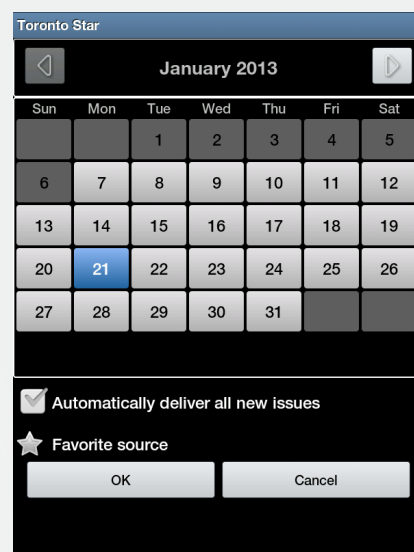 Toronto Star
January 2013
Sun Mon Tue Wed Thu Fri Sat
1 2 3 4 5
6 7 8 9 10 11 12
13 14 15 16 17 18 19
20 21 22 23 24 25 26
27 28 29 30 31
Automatically deliver all new issues
Favorite source
OK Cancel